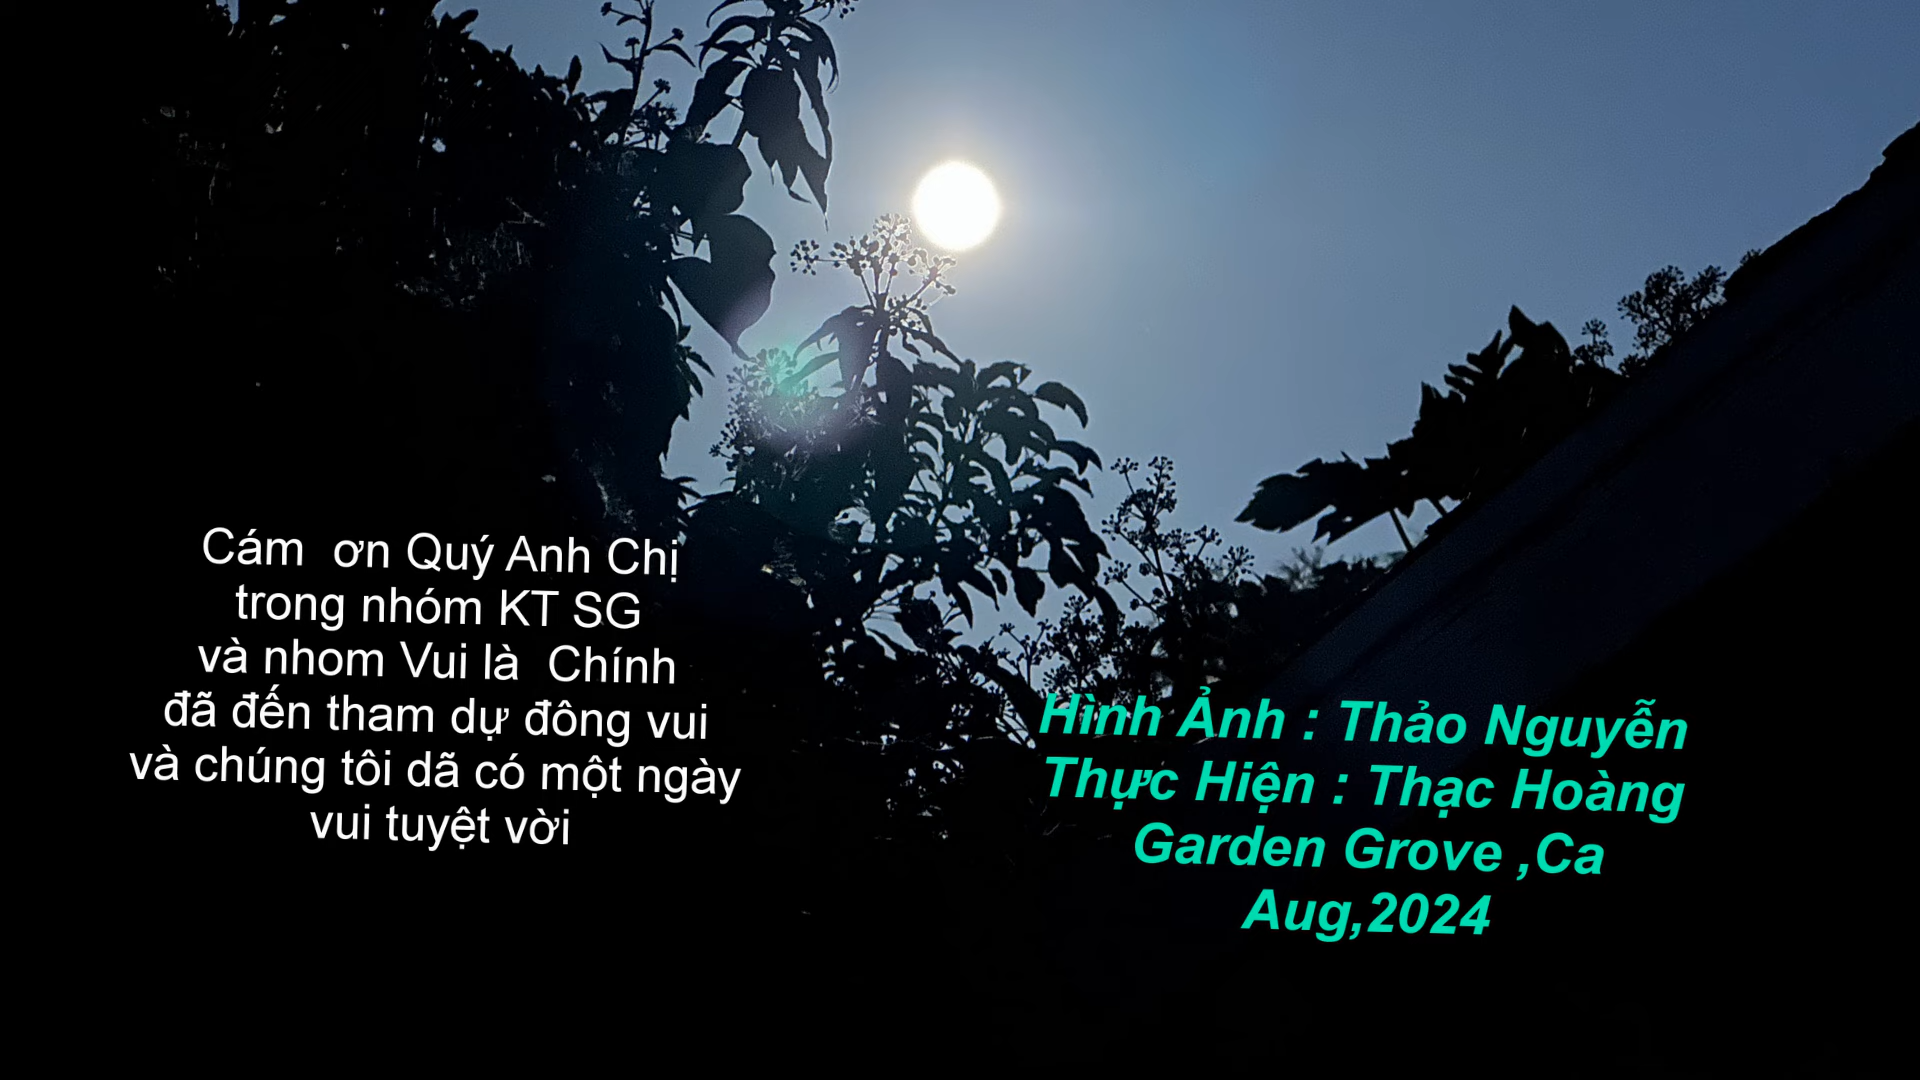 Cám  ơn Quý Anh Chị
trong nhóm KT SG
và nhom Vui là  Chính
đã đến tham dự đông vui
và chúng tôi dã có một ngày
vui tuyệt vời
Hình Ảnh : Thảo Nguyễn
Thực Hiện : Thạc Hoàng
Garden Grove ,Ca
Aug,2024